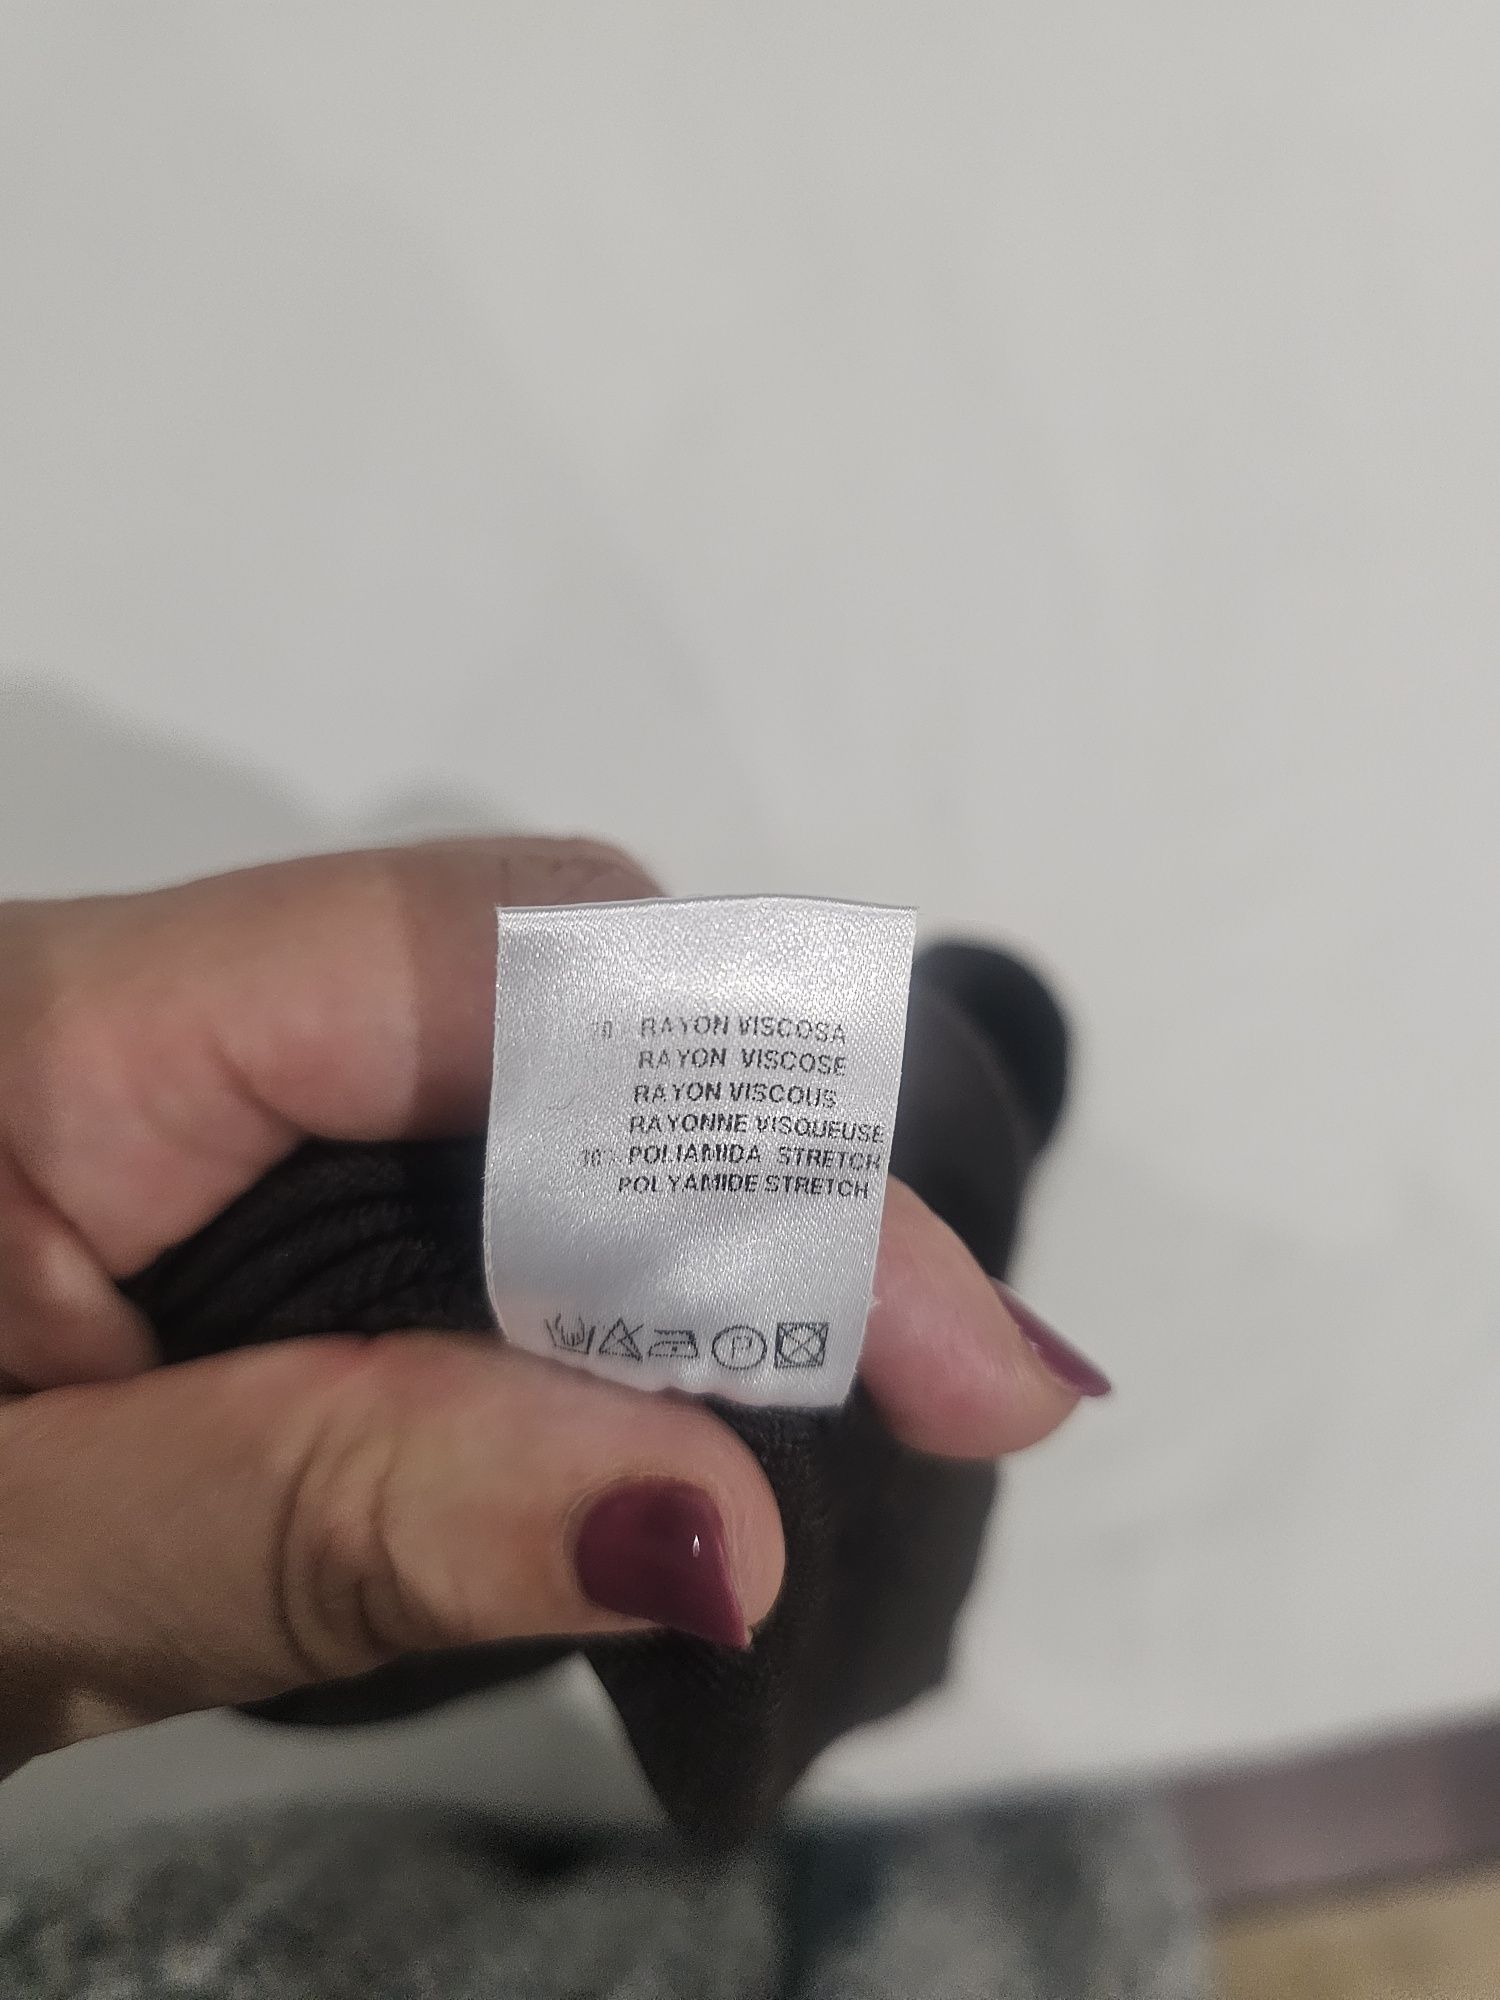 RAYON VISCOSA
RAYON VISCOSE
RAYON VISCOUS
RAYONNE VISQUEUSE
POLIAMIDA STRETCH
POLYAMIDE STRETCH
P